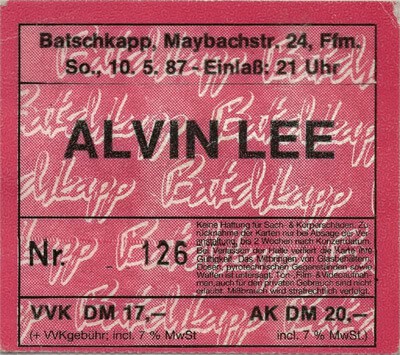 Batschkapp, Maybachstr. 24, Ffm.
So., 10. 5. 87 - Einlaß: 21 Uhr
ALVIN LEE
Batschkapp
Nr. 126
Keine Haftung für Sach- & Körperschäden. Zu-
rücknahme der Karten nur bei Absage der Ver-
anstaltung, bis 2 Wochen nach Konzertdatum.
Bei Verlassen der Halle verliert die Karte ihre
Gültigkeit. Das Mitbringen von Glasbehältern,
Dosen, pyrotechnischen Gegenständen sowie
Waffen ist untersagt. Ton-, Film- & Videoaufnah-
men, auch für den privaten Gebrauch sind nicht
erlaubt. Mißbrauch wird strafrechtlich verfolgt.
VVK DM 17,– AK DM 20,–
(+ VVKgebühr; incl. 7 % MwSt incl. 7 % MwSt.)